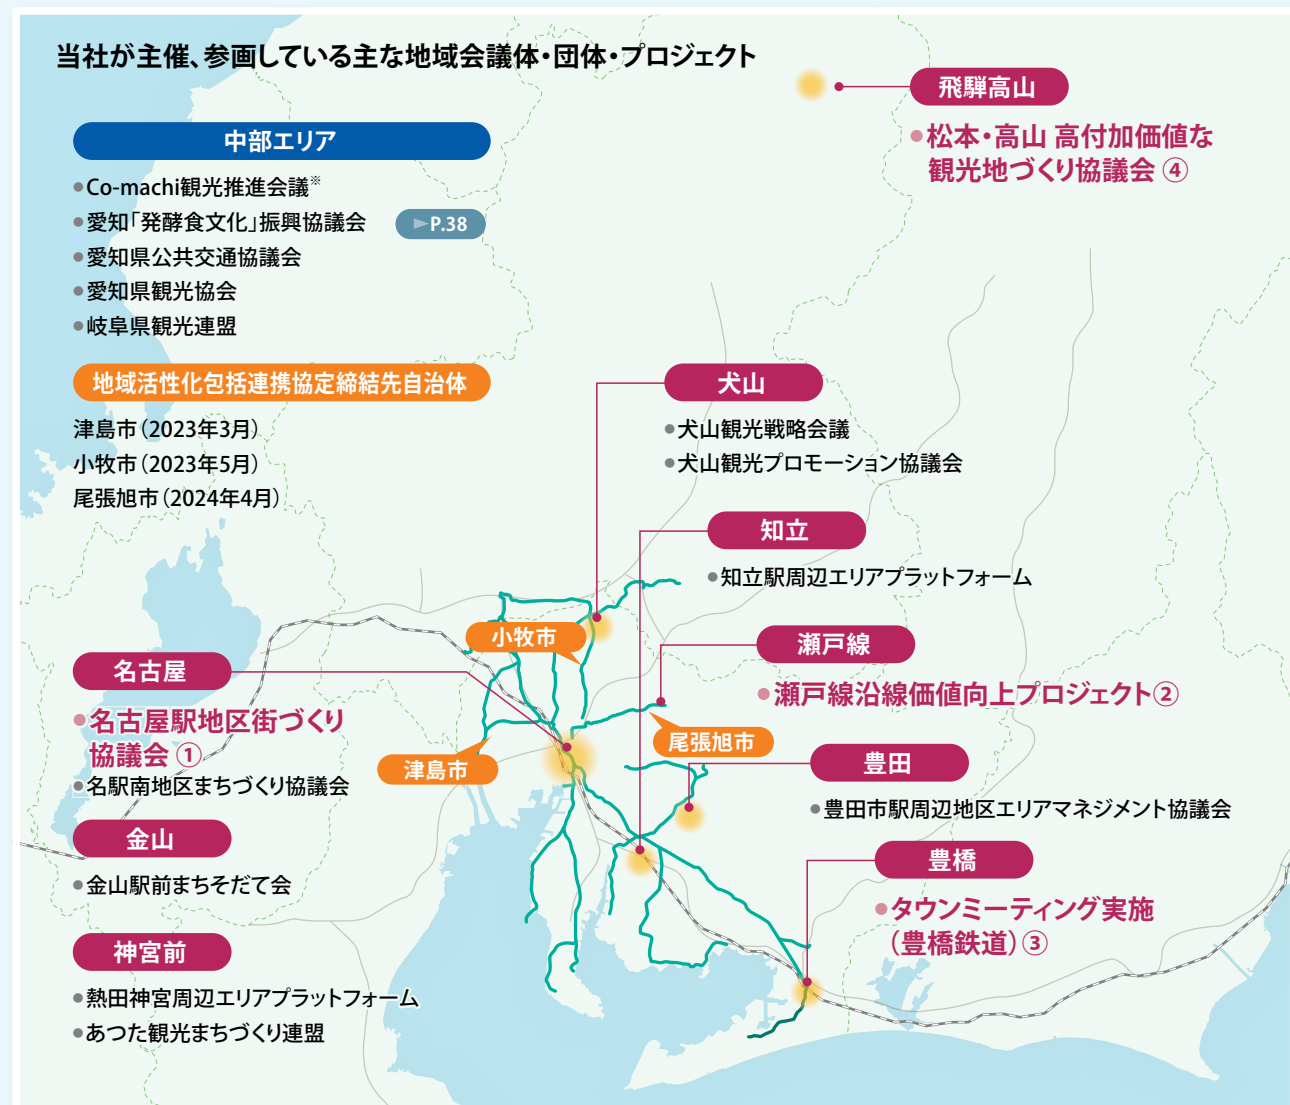 当社が主催、参画している主な地域会議体・団体・プロジェクト
中部エリア
●Co-machi観光推進会議※
●愛知「発酵食文化」振興協議会
►P.38
●愛知県公共交通協議会
●愛知県観光協会
●岐阜県観光連盟
地域活性化包括連携協定締結先自治体
津島市（2023年3月）
小牧市（2023年5月）
尾張旭市（2024年4月）
飛騨高山
●松本・高山 高付加価値な
観光地づくり協議会 ④
犬山
●犬山観光戦略会議
●犬山観光プロモーション協議会
知立
●知立駅周辺エリアプラットフォーム
小牧市
瀬戸線
●瀬戸線沿線価値向上プロジェクト②
名古屋
●名古屋駅地区街づくり
協議会 ①
●名駅南地区まちづくり協議会
津島市
尾張旭市
豊田
●豊田市駅周辺地区エリアマネジメント協議会
金山
●金山駅前まちそだて会
豊橋
●タウンミーティング実施
（豊橋鉄道）③
神宮前
●熱田神宮周辺エリアプラットフォーム
●あつた観光まちづくり連盟